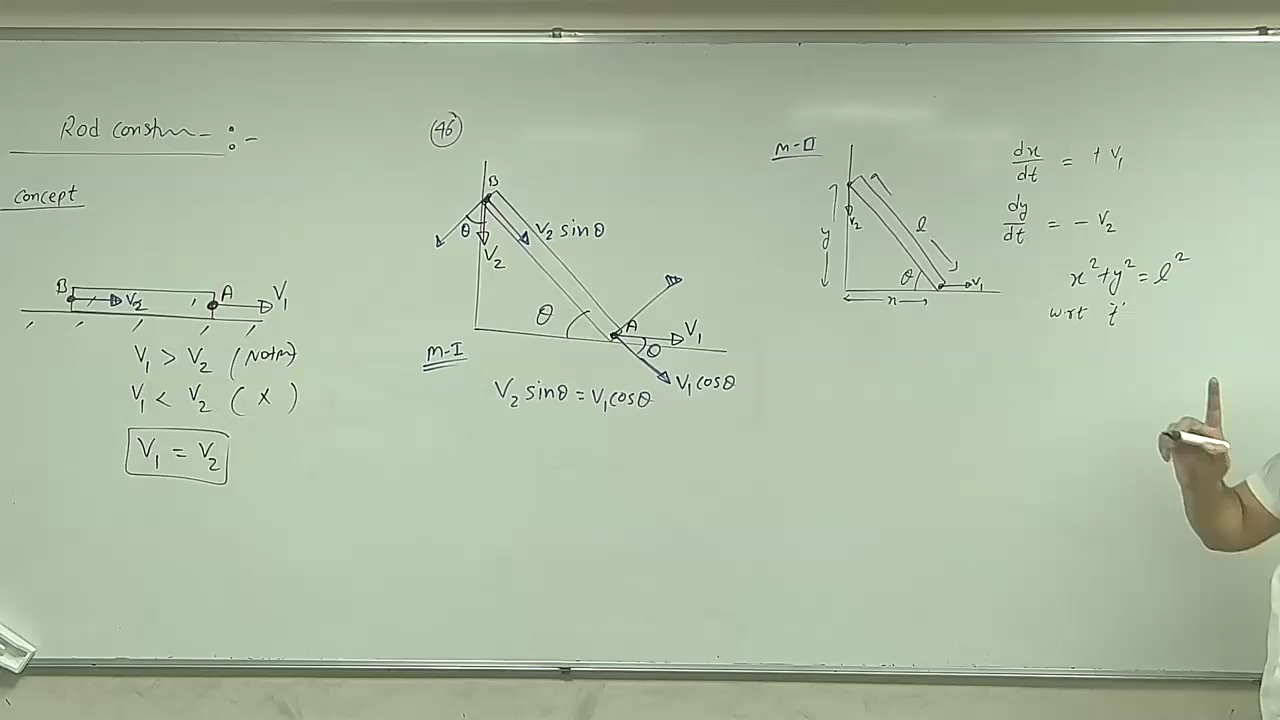 Rod constrn :-
Concept
B
V₂
A
V₁
V₁ > V₂
V₁ < V₂ ( X )
V₁ = V₂
(46)
B
θ
V₂
V₂ sinθ
θ
A
V₁
θ
V₁ cosθ
m-I
V₂ sinθ = V₁ cosθ
m-II
V₂
y
l
θ
x
V₁
dx/dt = + V₁
dy/dt = - V₂
x² + y² = l²
wrt 't'